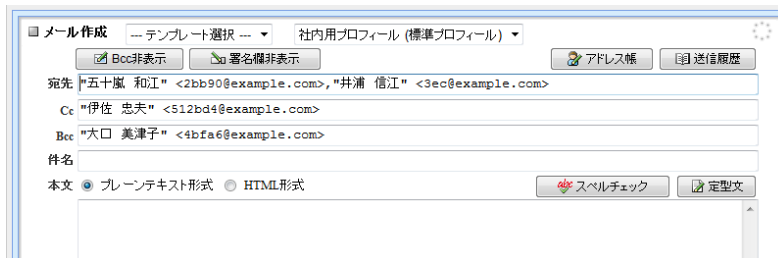 メール作成 --- テンプレート選択 --- 社内用プロフィール (標準プロフィール)
Bcc非表示 署名欄非表示 アドレス帳 送信履歴
宛先 "五十嵐 和江" <2bb90@example.com>,"井浦 信江" <3ec@example.com>
Cc "伊佐 忠夫" <512bd4@example.com>
Bcc "大口 美津子" <4bfa6@example.com>
件名
本文 プレーンテキスト形式 HTML形式 abc スペルチェック 定型文